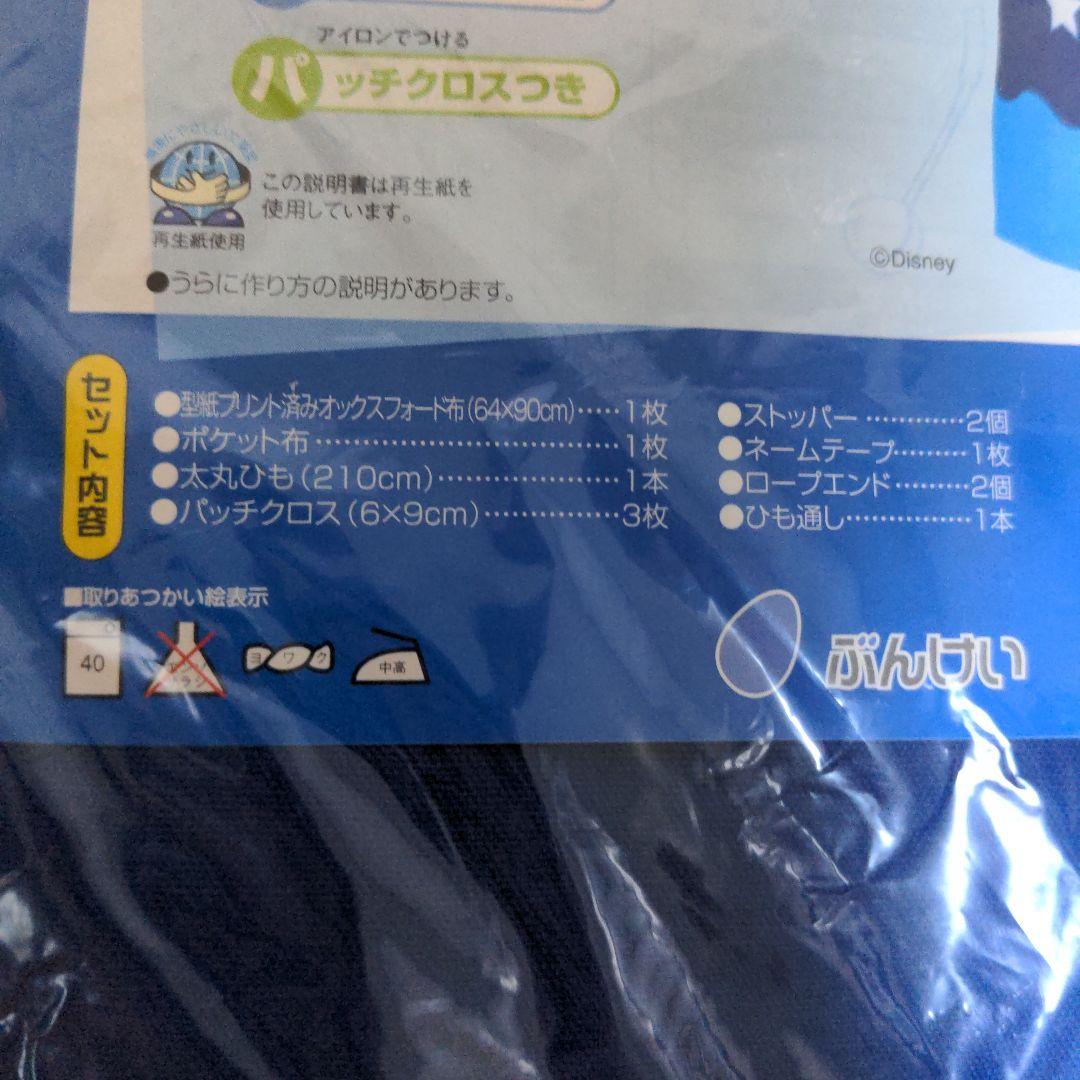 アイロンでつける
パッチクロスつき
この説明書は再生紙を
使用しています。
再生紙使用
©Disney
●うらに作り方の説明があります。
セット内容
●型紙プリント済みオックスフォード布(64×90cm)‥‥‥1枚
●ポケット布‥‥‥‥‥‥‥‥‥‥1枚
●太丸ひも(210cm)‥‥‥‥‥‥1本
●パッチクロス(6×9cm)‥‥‥‥3枚
●ストッパー‥‥‥‥2個
●ネームテープ‥‥‥1枚
●ロープエンド‥‥‥2個
●ひも通し‥‥‥‥‥1本
■取りあつかい絵表示
40
エンソ
サラシ
ヨワク
中高
ぶんけい